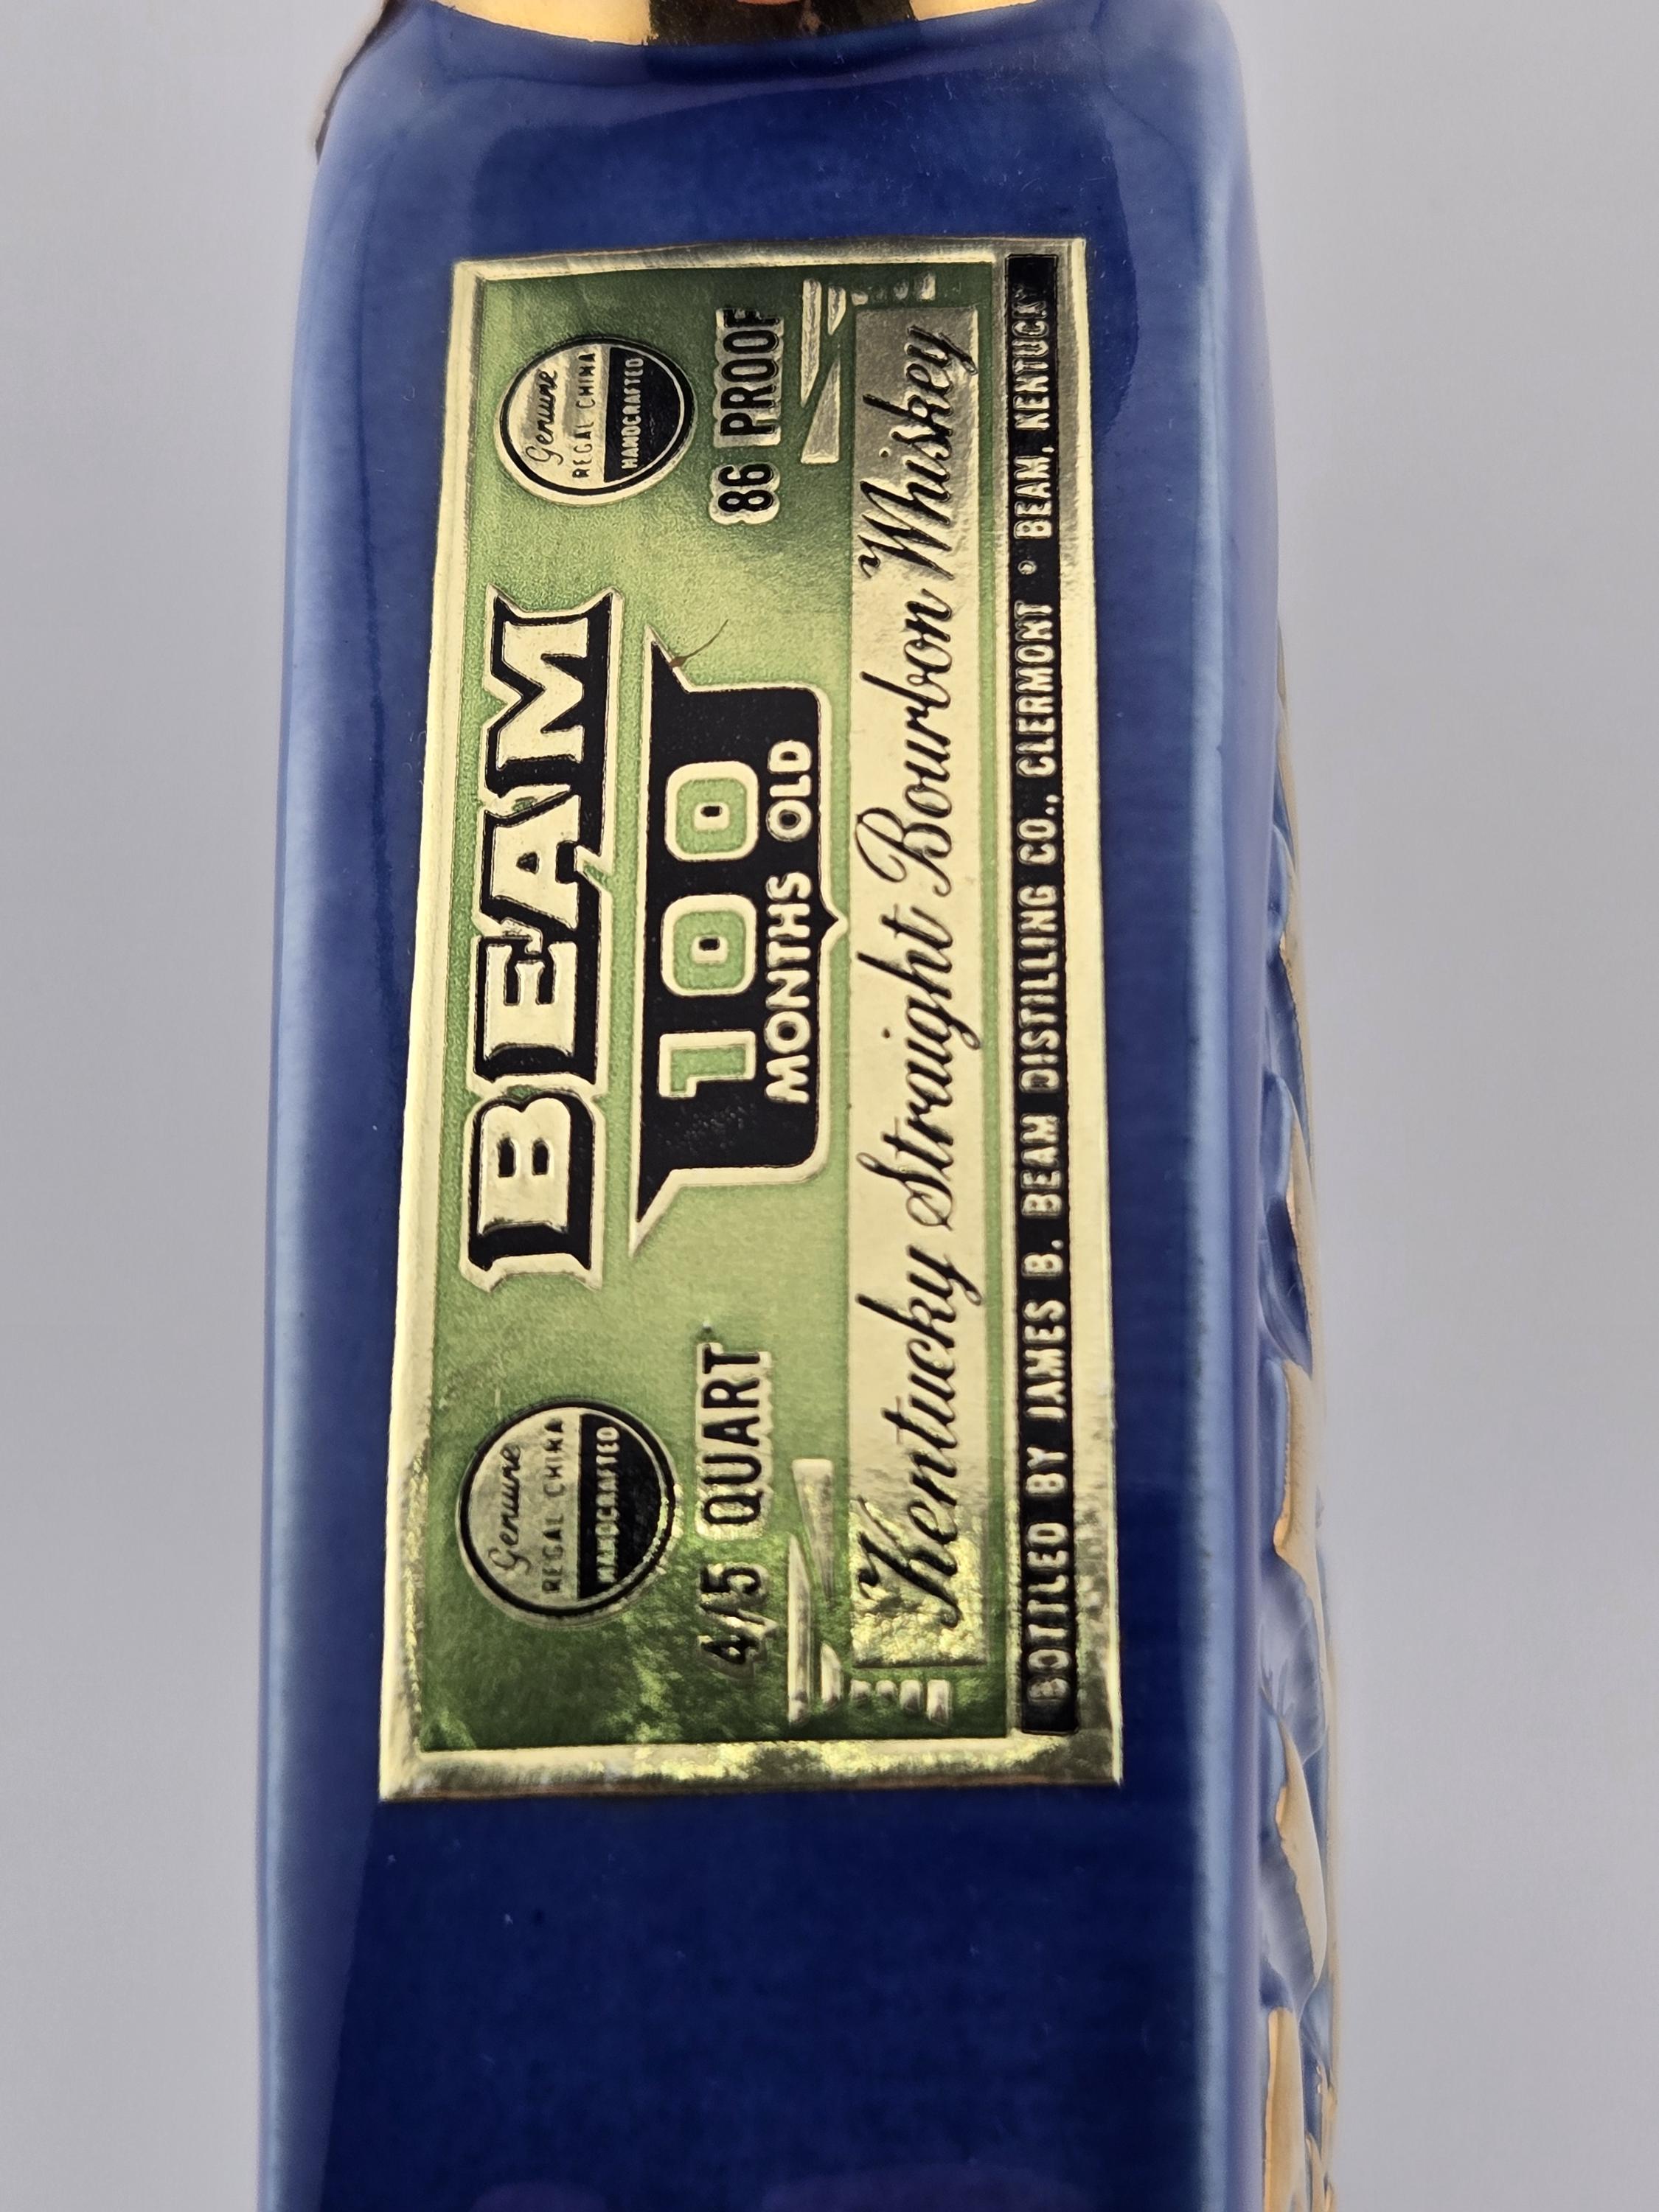 BEAM
Genuine
REGAL CHINA
HANDCRAFTED
Genuine
REGAL CHINA
HANDCRAFTED
100
MONTHS OLD
4/5 QUART
86 PROOF
Kentucky Straight Bourbon Whiskey
BOTTLED BY JAMES B. BEAM DISTILLING CO., CLERMONT • BEAM, KENTUCKY